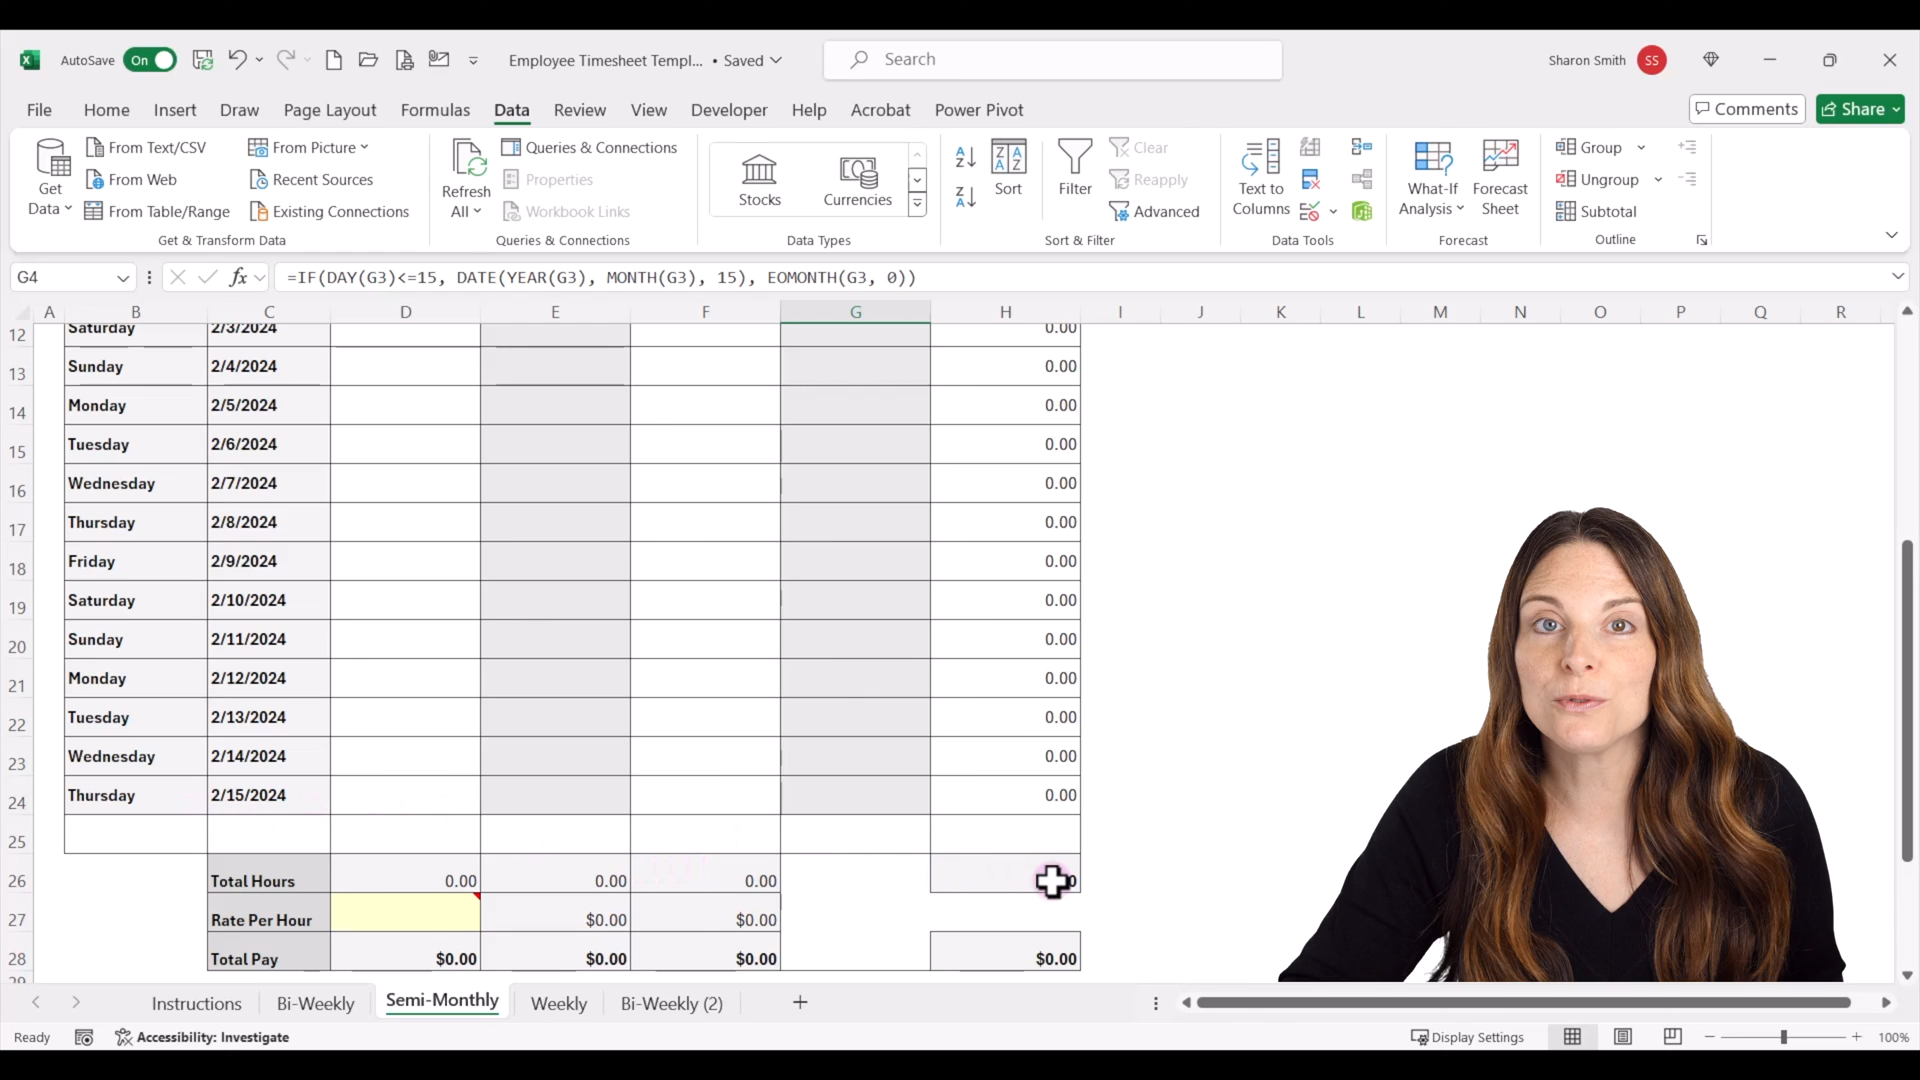 AutoSave On Employee Timesheet Templ... • Saved Search Sharon Smith SS
File Home Insert Draw Page Layout Formulas Data Review View Developer Help Acrobat Power Pivot Comments Share
Get Data
From Text/CSV
From Web
From Table/Range
From Picture
Recent Sources
Existing Connections
Get & Transform Data
Refresh All
Queries & Connections
Properties
Workbook Links
Queries & Connections
Stocks
Currencies
Data Types
Sort
Filter
Clear
Reapply
Advanced
Sort & Filter
Text to Columns
Data Tools
What-If Analysis
Forecast Sheet
Forecast
Group
Ungroup
Subtotal
Outline
G4 fx =IF(DAY(G3)<=15, DATE(YEAR(G3), MONTH(G3), 15), EOMONTH(G3, 0))
A B C D E F G H I J K L M N O P Q R
12 Saturday 2/3/2024 0.00
13 Sunday 2/4/2024 0.00
14 Monday 2/5/2024 0.00
15 Tuesday 2/6/2024 0.00
16 Wednesday 2/7/2024 0.00
17 Thursday 2/8/2024 0.00
18 Friday 2/9/2024 0.00
19 Saturday 2/10/2024 0.00
20 Sunday 2/11/2024 0.00
21 Monday 2/12/2024 0.00
22 Tuesday 2/13/2024 0.00
23 Wednesday 2/14/2024 0.00
24 Thursday 2/15/2024 0.00
25
26 Total Hours 0.00 0.00 0.00
27 Rate Per Hour $0.00 $0.00
28 Total Pay $0.00 $0.00 $0.00 $0.00
Instructions Bi-Weekly Semi-Monthly Weekly Bi-Weekly (2)
Ready Accessibility: Investigate Display Settings 100%